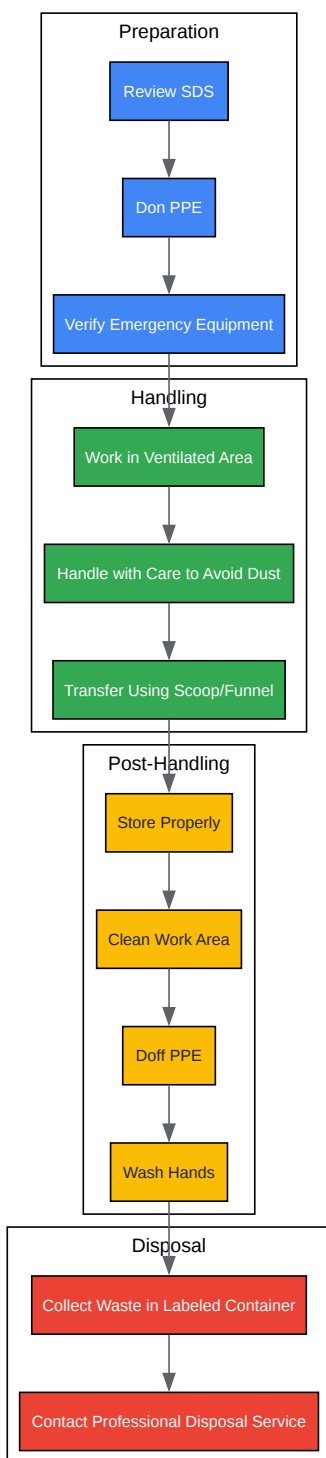 Preparation
Review SDS
Don PPE
Verify Emergency Equipment
Handling
Work in Ventilated Area
Handle with Care to Avoid Dust
Transfer Using Scoop/Funnel
Post-Handling
Store Properly
Clean Work Area
Doff PPE
Wash Hands
Disposal
Collect Waste in Labeled Container
Contact Professional Disposal Service